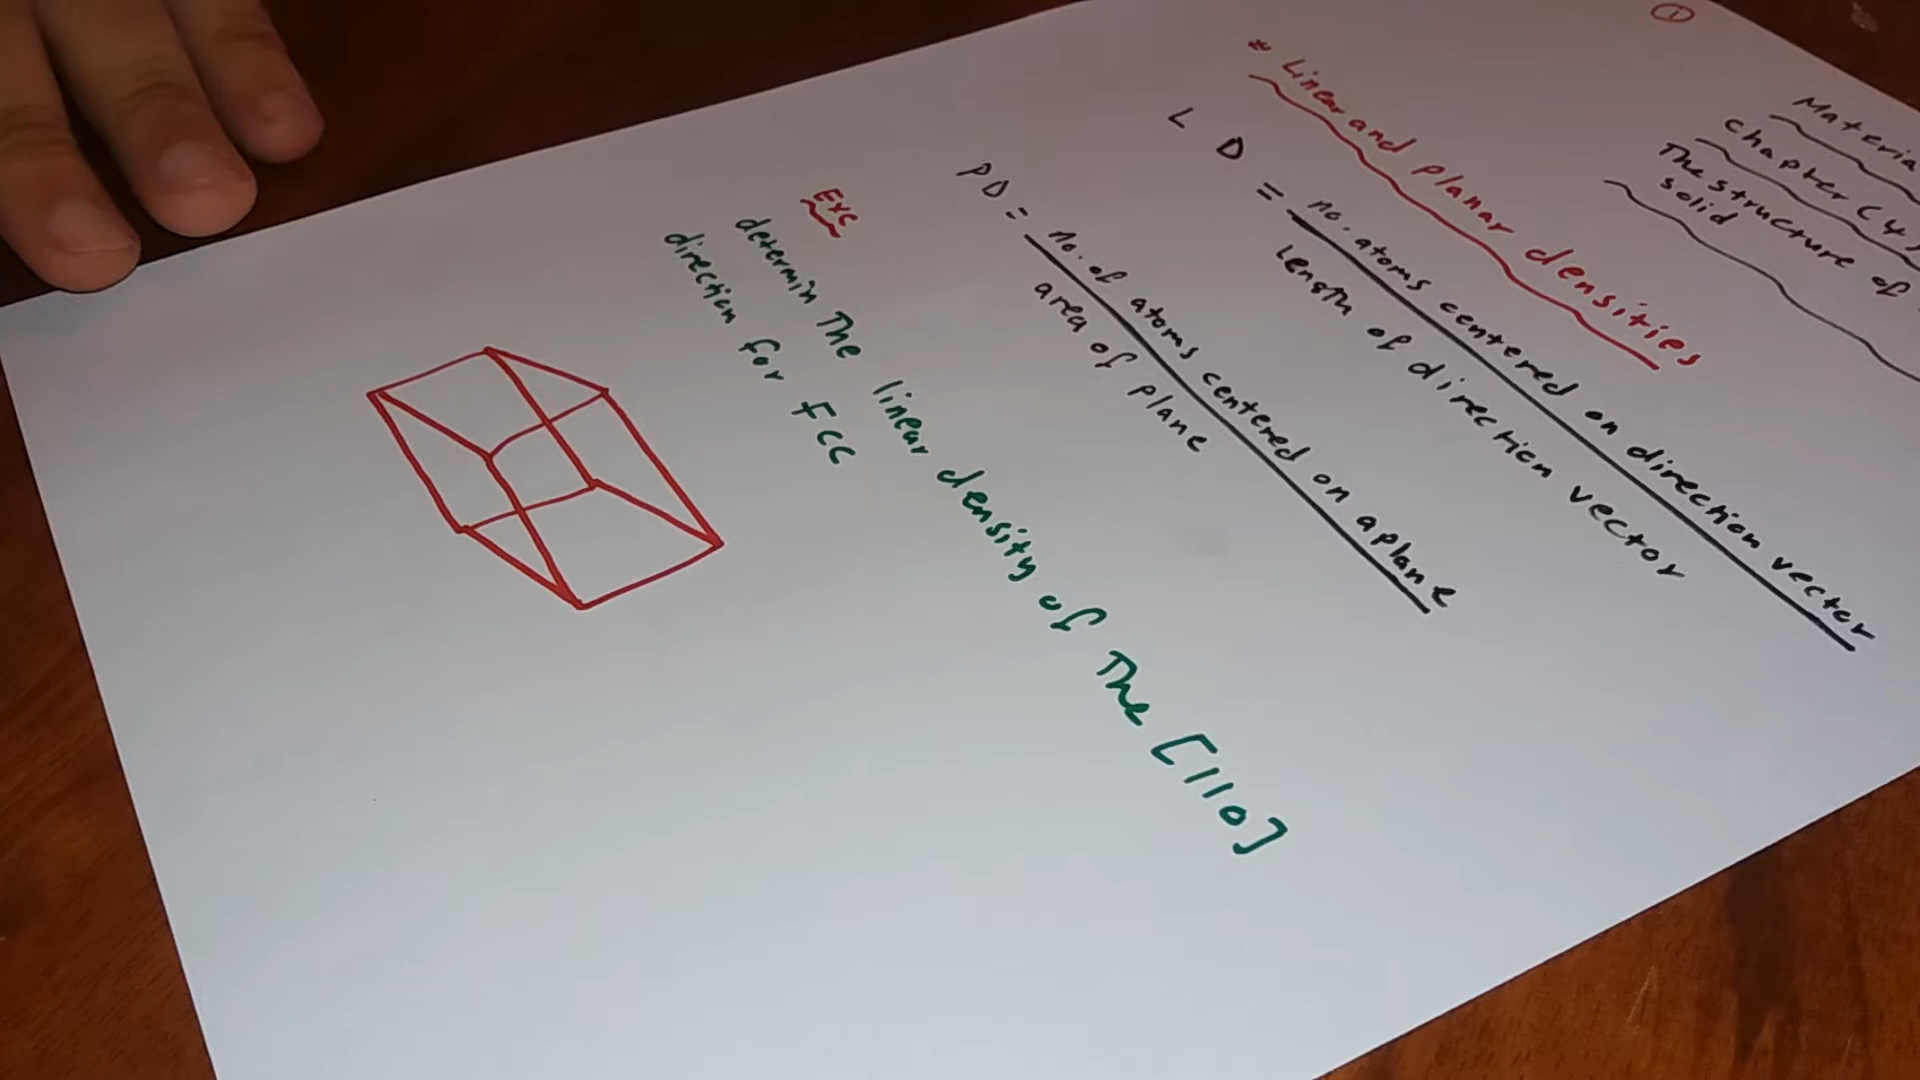 ①
Materia
chapter (4)
The structure of
solid
* Linear and planar densities
L D = no. atoms centered on direction vector
Length of direction vector
PD = no. of atoms centered on a plane
area of plane
Exc
determin The linear density of The [110]
direction for FCC